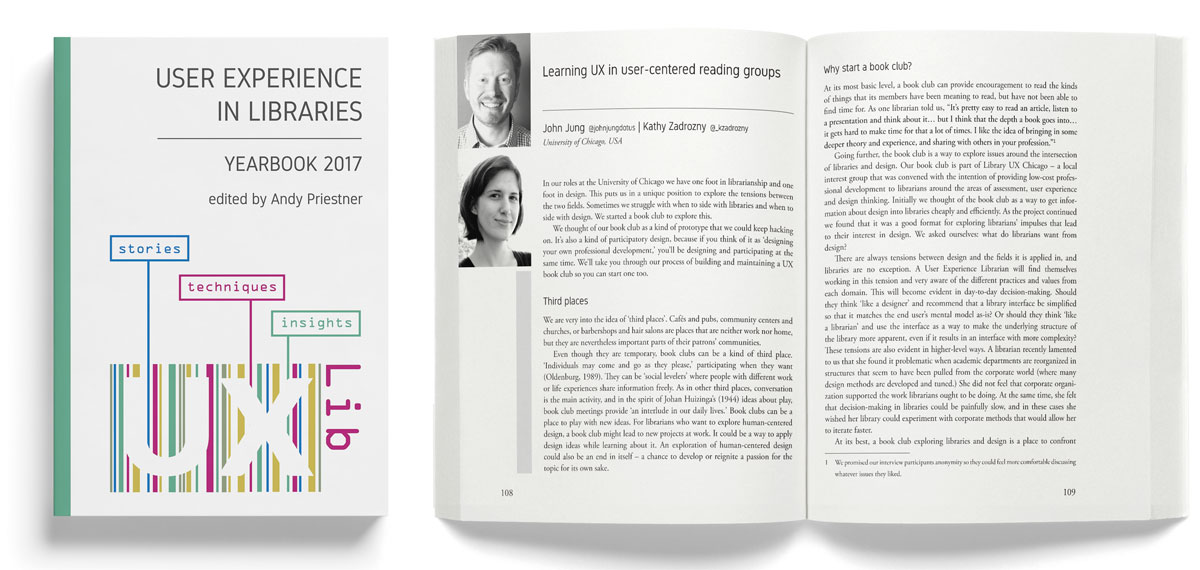 USER EXPERIENCE
IN LIBRARIES
YEARBOOK 2017
edited by Andy Priestner
stories
techniques
insights
UX
Lib
Learning UX in user-centered reading groups
John Jung @johnjungdotus | Kathy Zadrozny @_kzadrozny
University of Chicago, USA
In our roles at the University of Chicago we have one foot in librarianship and one
foot in design. This puts us in a unique position to explore the tensions between
the two fields. Sometimes we struggle with when to side with libraries and when to
side with design. We started a book club to explore this.
We thought of our book club as a kind of prototype that we could keep hacking
on. It's also a kind of participatory design, because if you think of it as 'designing
your own professional development,' you'll be designing and participating at the
same time. We'll take you through our process of building and maintaining a UX
book club so you can start one too.
Third places
We are very into the idea of 'third places'. Cafés and pubs, community centers and
churches, or barbershops and hair salons are places that are neither work nor home,
but they are nevertheless important parts of their patrons' communities.
Even though they are temporary, book clubs can be a kind of third place.
'Individuals may come and go as they please,' participating when they want
(Oldenburg, 1989). They can be 'social levelers' where people with different work
or life experiences share information freely. As in other third places, conversation
is the main activity, and in the spirit of Johan Huizinga's (1944) ideas about play,
book club meetings provide 'an interlude in our daily lives.' Book clubs can be a
place to play with new ideas. For librarians who want to explore human-centered
design, a book club might lead to new projects at work. It could be a way to apply
design ideas with little commitment. An exploration of human-centered design
could also be an end in itself – a chance to develop or reignite a passion for the
topic for its own sake.
108
Why start a book club?
At its most basic level, a book club can provide encouragement to read the kinds
of things that its members have been meaning to read, but have not been able to
find time for. As one librarian told us, "It's pretty easy to read an article, listen to
a presentation and think about it… but I think that the depth a book goes into…
it gets hard to make time for that a lot of times. I like the idea of bringing in some
deeper theory and experience, and sharing with others in your profession."1
Going further, the book club is a way to explore issues around the intersection
of libraries and design. Our book club is part of Library UX Chicago – a local
interest group that was convened with the intention of providing low-cost profes-
sional development to librarians around the areas of assessment, user experience
and design thinking. Initially we thought of the book club as a way to get infor-
mation about design into libraries cheaply and efficiently. As the project continued
we found that it was a good format for exploring librarians' impulses that lead
to their interest in design. We asked ourselves: what do librarians want from
design?
There are always tensions between design and the fields it is applied in, and
libraries are no exception. A User Experience Librarian will find themselves
working in this tension and very aware of the different practices and values from
each domain. This will become evident in day-to-day decision-making. Should
they think 'like a designer' and recommend that a library interface be simplified
so that it matches the end user's mental model as-is? Or should they think 'like
a librarian' and use the interface as a way to make the underlying structure of
the library more apparent, even if it results in an interface with more complexity?
These tensions are also evident in higher-level ways. A librarian recently lamented
to us that she found it problematic when academic departments are reorganized in
structures that seem to have been pulled from the corporate world (where many
design methods are developed and tuned.) She did not feel that corporate organi-
zation supported the work librarians ought to be doing. At the same time, she felt
that decision-making in libraries could be painfully slow, and in these cases she
wished her library could experiment with corporate methods that would allow her
to iterate faster.
At its best, a book club exploring libraries and design is a place to confront
1 We promised our interview participants anonymity so they could feel more comfortable discussing
whatever issues they liked.
109